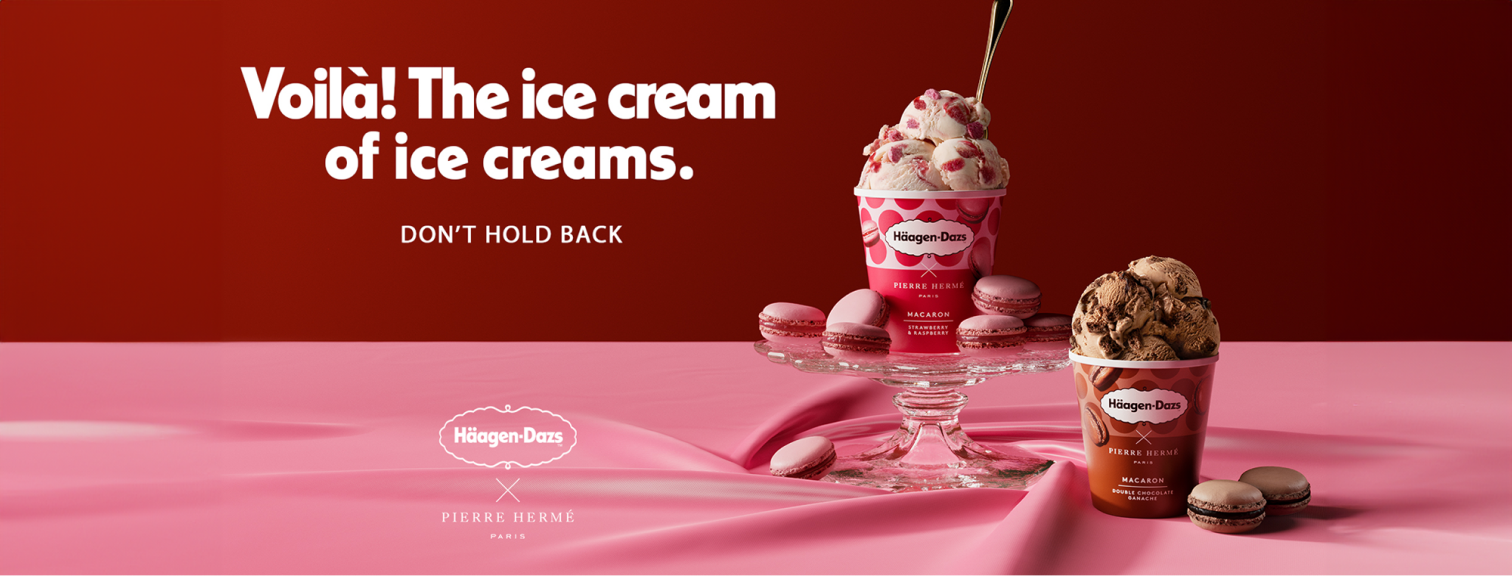 Voilà! The ice cream
of ice creams.
DON'T HOLD BACK
Häagen-Dazs
PIERRE HERMÉ
PARIS
MACARON
STRAWBERRY
& RASPBERRY
Häagen-Dazs
PIERRE HERMÉ
PARIS
MACARON
DOUBLE CHOCOLATE
GANACHE
Häagen-Dazs
PIERRE HERMÉ
PARIS